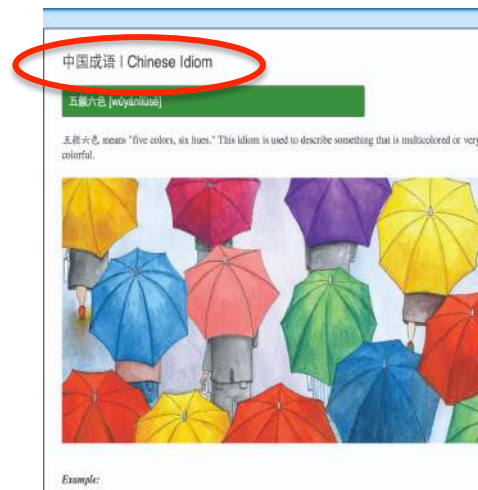 中国成语 | Chinese Idiom
五颜六色 [wǔyánliùsè]
五颜六色 means "five colors, six hues." This idiom is used to describe something that is multicolored or very
colorful.
Example: